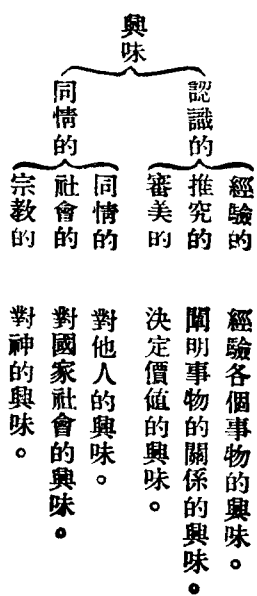 興味
認識的
經驗的
經驗各個事物的興味。
推究的
闡明事物的關係的興味。
審美的
決定價値的興味。
同情的
同情的
對他人的興味。
社會的
對國家社會的興味。
宗教的
對神的興味。